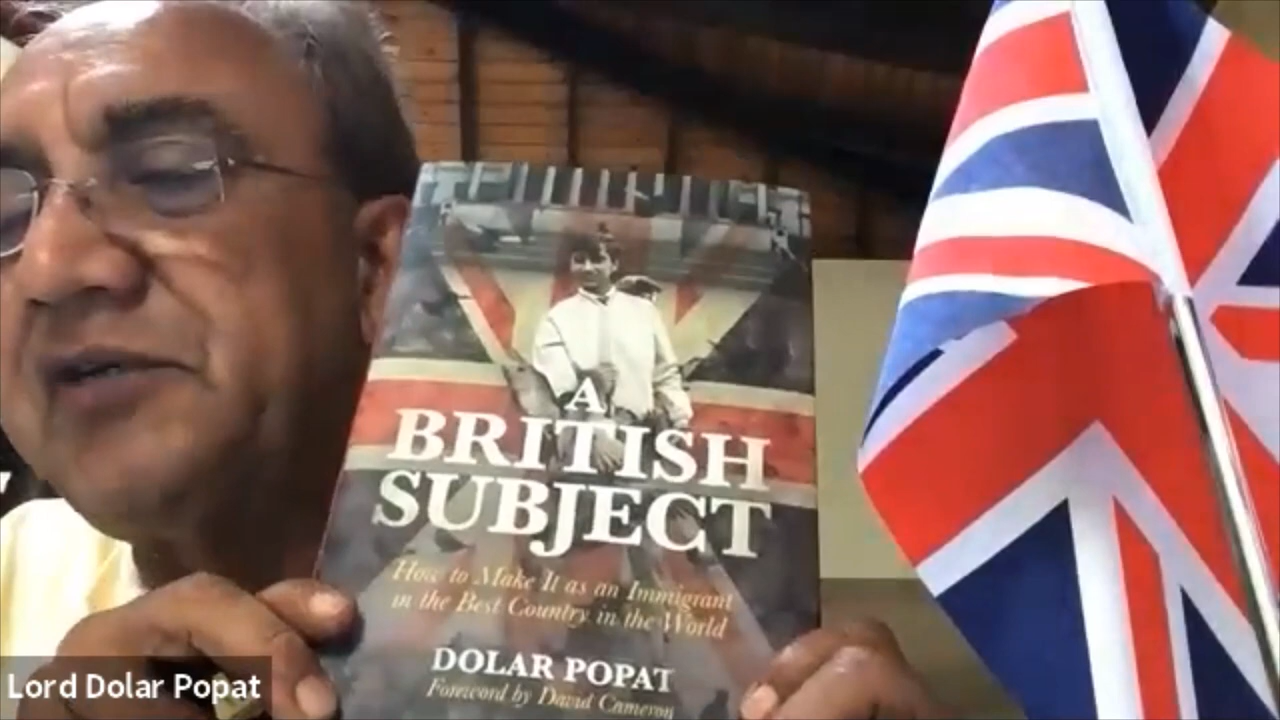 A
BRITISH
SUBJECT
How to Make It as an Immigrant
in the Best Country in the World
DOLAR POPAT
Foreword by David Cameron
Lord Dolar Popat